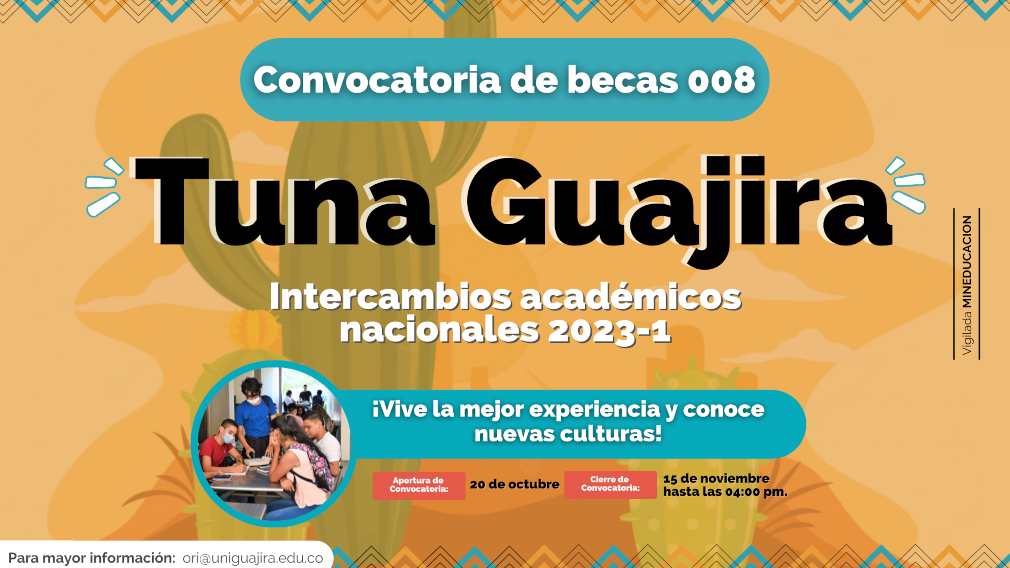 Convocatoria de becas 008
Tuna Guajira
Intercambios académicos
nacionales 2023-1
Vigilada MINEDUCACION
¡Vive la mejor experiencia y conoce
nuevas culturas!
Apertura de
Convocatoria:
20 de octubre
Cierre de
Convocatoria:
15 de noviembre
hasta las 04:00 pm.
Para mayor información: ori@uniguajira.edu.co